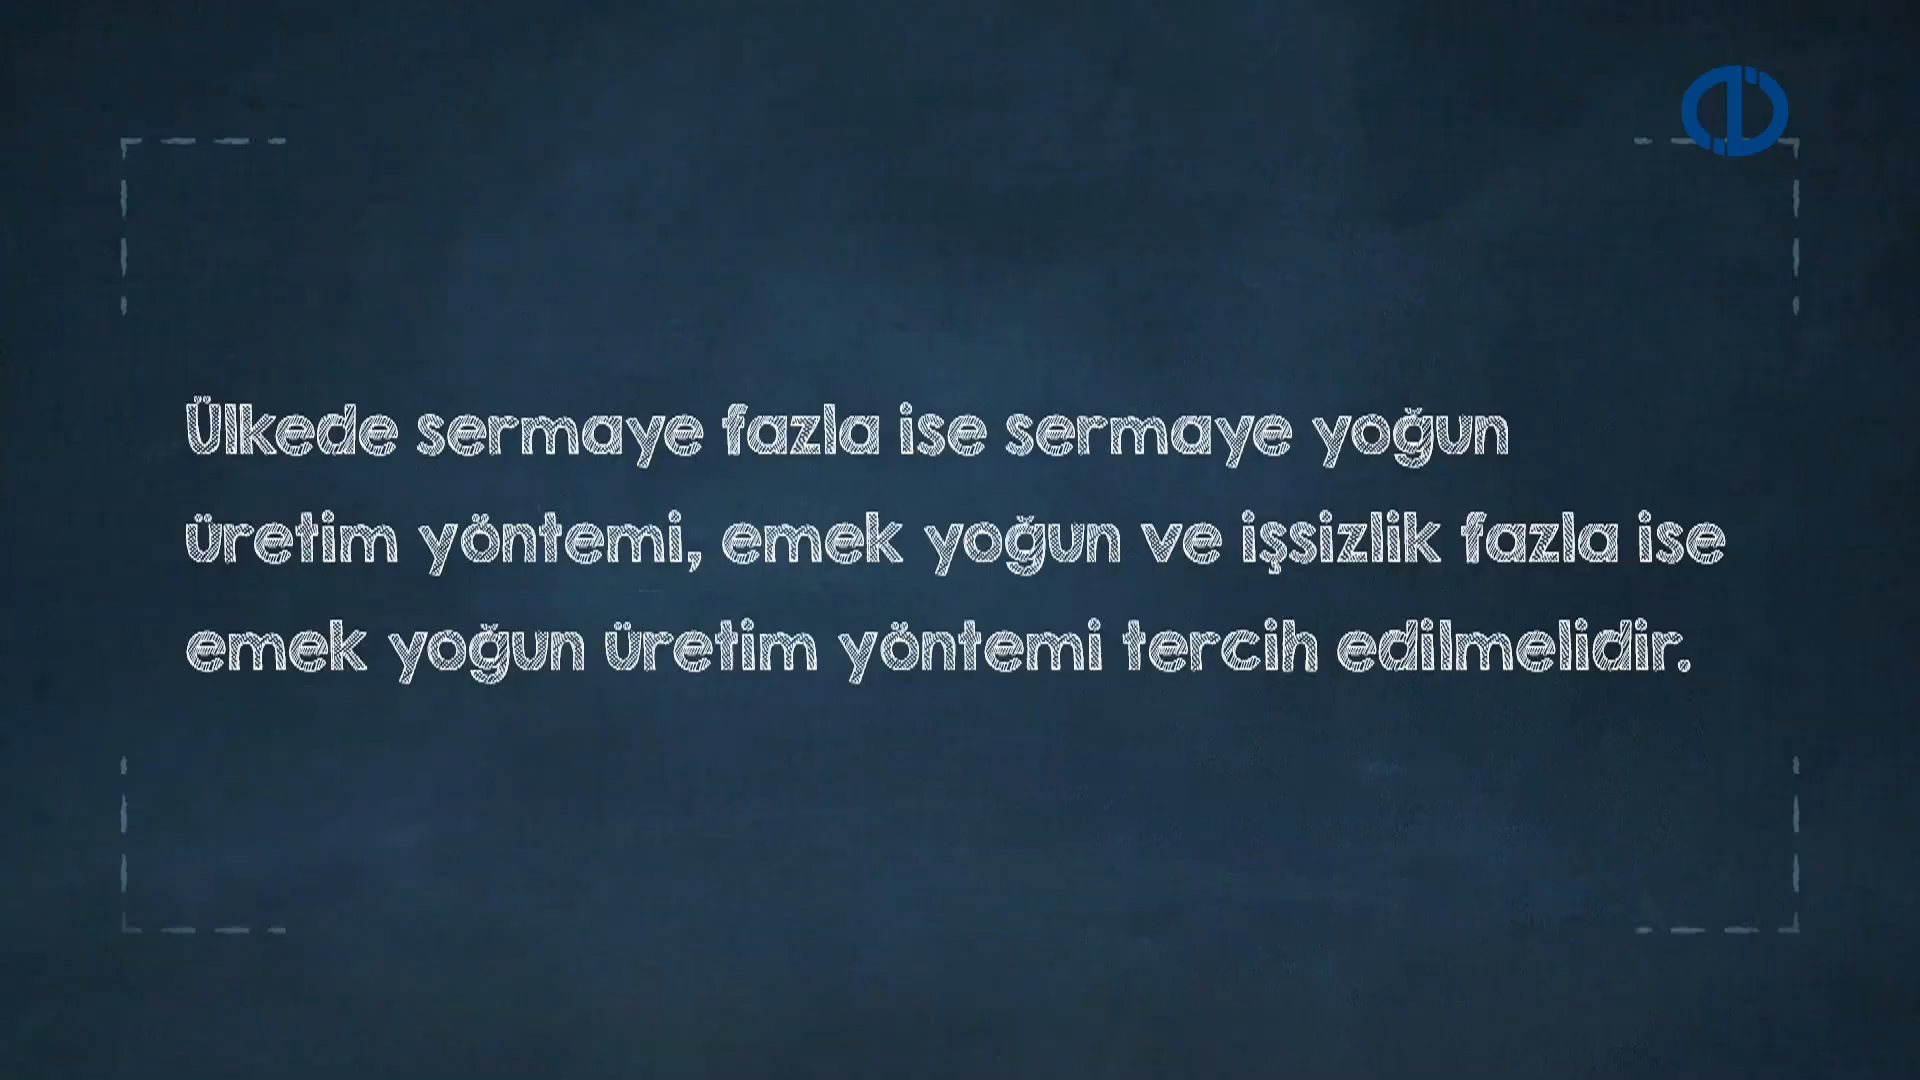 Ülkede sermaye fazla ise sermaye yoğun
üretim yöntemi, emek yoğun ve işsizlik fazla ise
emek yoğun üretim yöntemi tercih edilmelidir.